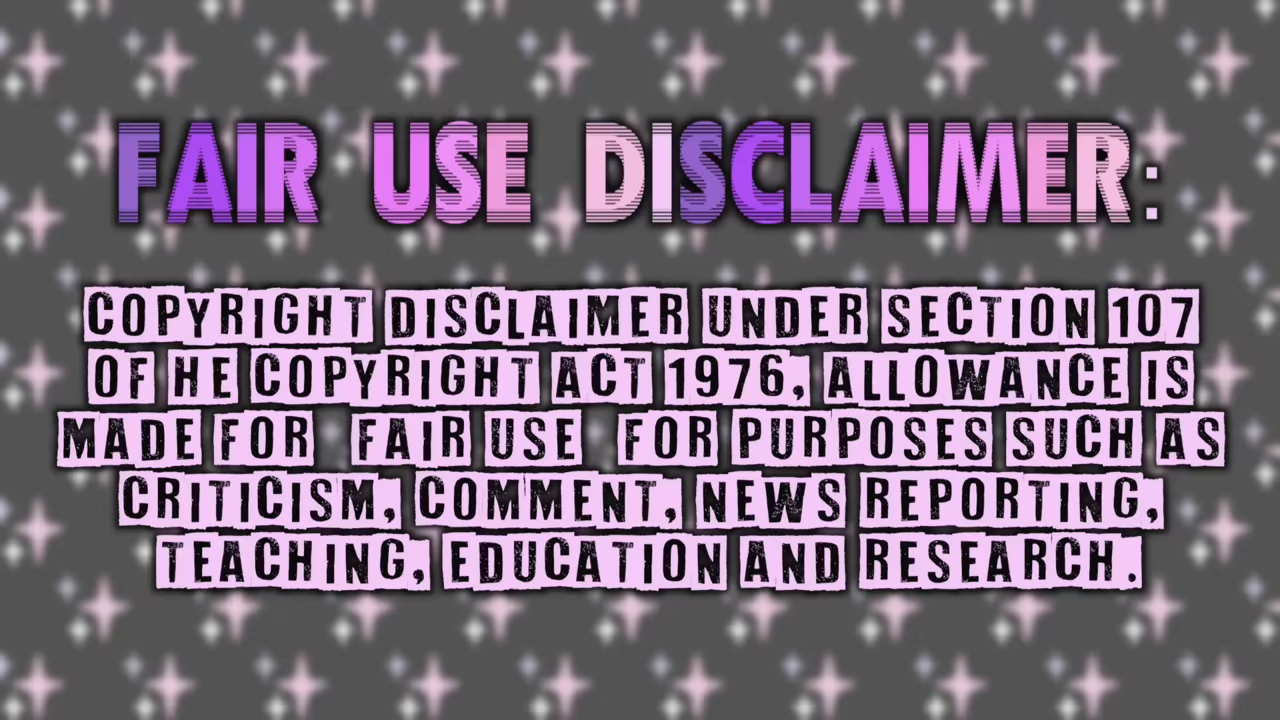 FAIR USE DISCLAIMER:
COPYRIGHT DISCLAIMER UNDER SECTION 107
OF HE COPYRIGHT ACT 1976, ALLOWANCE IS
MADE FOR FAIR USE FOR PURPOSES SUCH AS
CRITICISM, COMMENT, NEWS REPORTING,
TEACHING, EDUCATION AND RESEARCH.